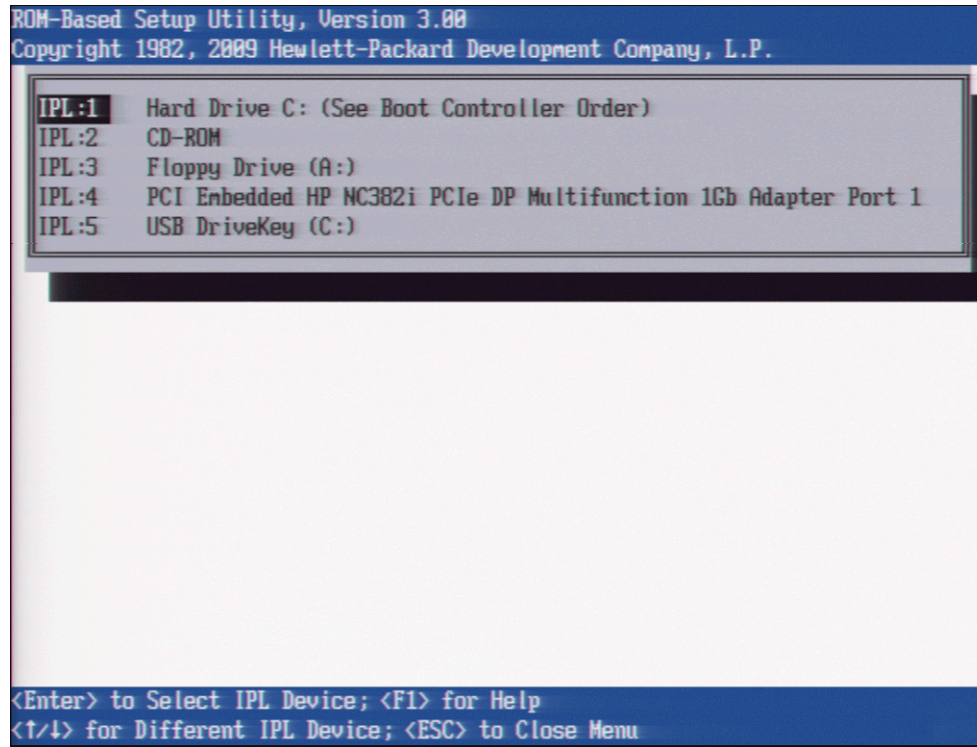 ROM-Based Setup Utility, Version 3.00
Copyright 1982, 2009 Hewlett-Packard Development Company, L.P.
IPL:1 Hard Drive C: (See Boot Controller Order)
IPL:2 CD-ROM
IPL:3 Floppy Drive (A:)
IPL:4 PCI Embedded HP NC382i PCIe DP Multifunction 1Gb Adapter Port 1
IPL:5 USB DriveKey (C:)
<Enter> to Select IPL Device; <F1> for Help
<↑/↓> for Different IPL Device; <ESC> to Close Menu